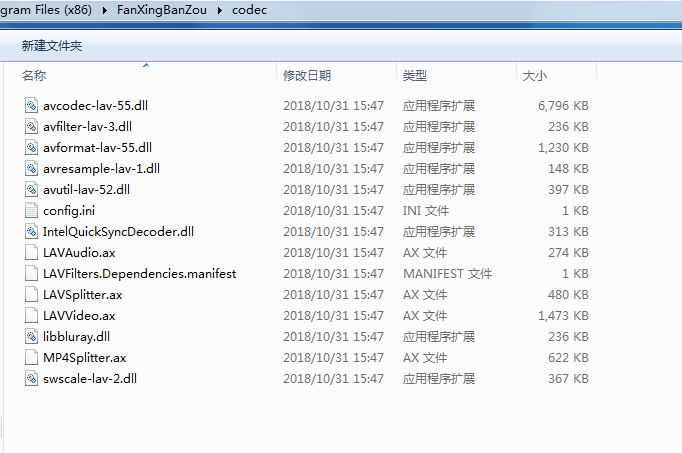 gram Files (x86) FanXingBanZou codec
新建文件夹
名称 修改日期 类型 大小
avcodec-lav-55.dll 2018/10/31 15:47 应用程序扩展 6,796 KB
avfilter-lav-3.dll 2018/10/31 15:47 应用程序扩展 236 KB
avformat-lav-55.dll 2018/10/31 15:47 应用程序扩展 1,230 KB
avresample-lav-1.dll 2018/10/31 15:47 应用程序扩展 148 KB
avutil-lav-52.dll 2018/10/31 15:47 应用程序扩展 397 KB
config.ini 2018/10/31 15:47 INI 文件 1 KB
IntelQuickSyncDecoder.dll 2018/10/31 15:47 应用程序扩展 313 KB
LAVAudio.ax 2018/10/31 15:47 AX 文件 274 KB
LAVFilters.Dependencies.manifest 2018/10/31 15:47 MANIFEST 文件 1 KB
LAVSplitter.ax 2018/10/31 15:47 AX 文件 480 KB
LAVVideo.ax 2018/10/31 15:47 AX 文件 1,473 KB
libbluray.dll 2018/10/31 15:47 应用程序扩展 236 KB
MP4Splitter.ax 2018/10/31 15:47 AX 文件 622 KB
swscale-lav-2.dll 2018/10/31 15:47 应用程序扩展 367 KB